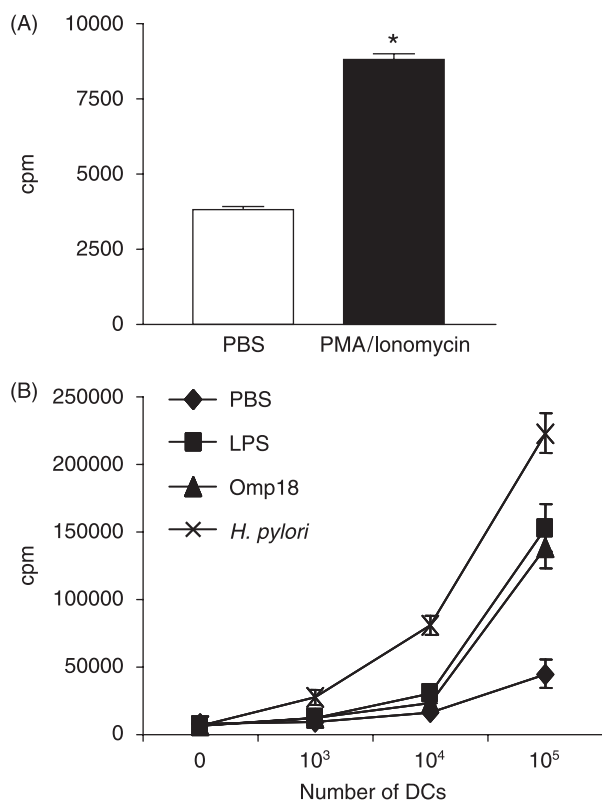 (A)
10000
*
7500
cpm
5000
2500
0
PBS PMA/Ionomycin
(B)
250000
PBS
LPS
200000
Omp18
150000
H. pylori
cpm
100000
50000
0
0 10³ 10⁴ 10⁵
Number of DCs